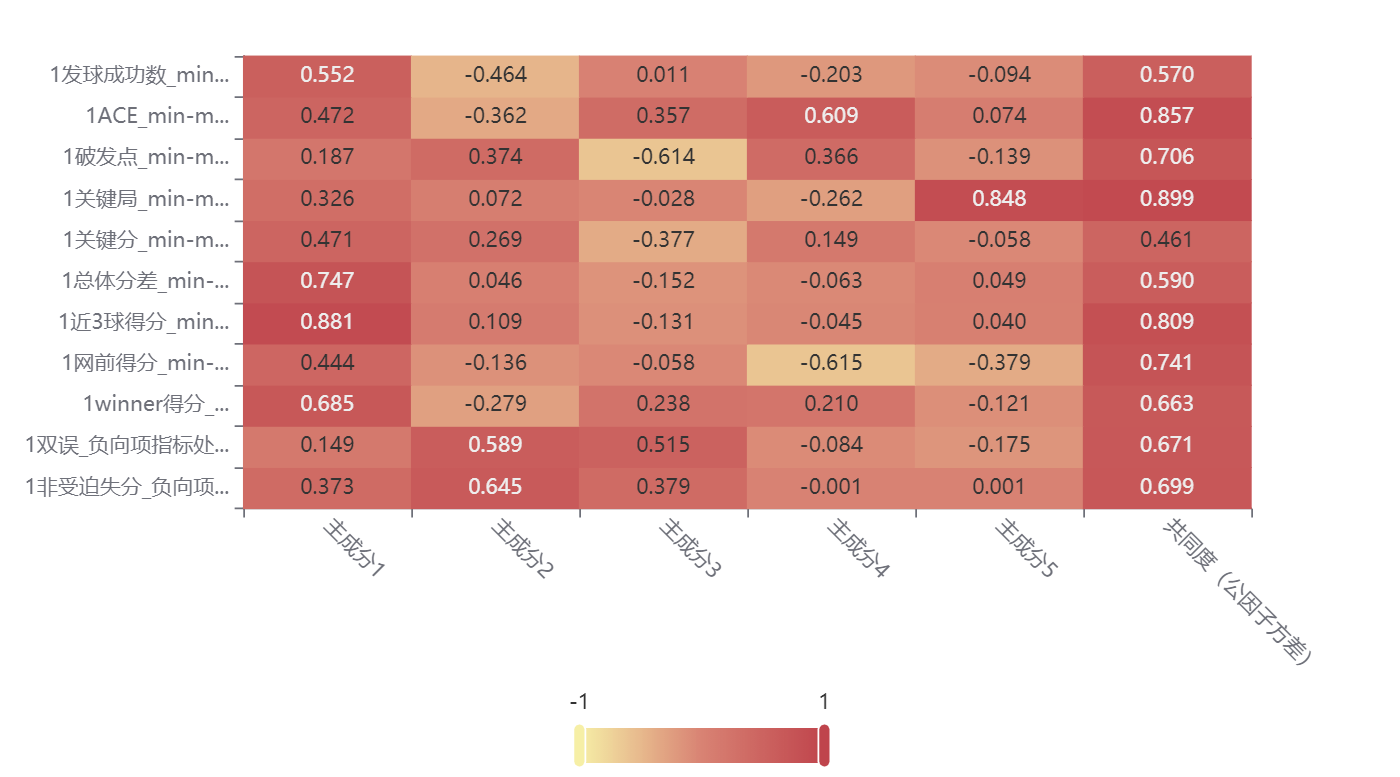 1发球成功数_min... 0.552 -0.464 0.011 -0.203 -0.094 0.570
1ACE_min-m... 0.472 -0.362 0.357 0.609 0.074 0.857
1破发点_min-m... 0.187 0.374 -0.614 0.366 -0.139 0.706
1关键局_min-m... 0.326 0.072 -0.028 -0.262 0.848 0.899
1关键分_min-m... 0.471 0.269 -0.377 0.149 -0.058 0.461
1总体分差_min-... 0.747 0.046 -0.152 -0.063 0.049 0.590
1近3球得分_min... 0.881 0.109 -0.131 -0.045 0.040 0.809
1网前得分_min-... 0.444 -0.136 -0.058 -0.615 -0.379 0.741
1winner得分_... 0.685 -0.279 0.238 0.210 -0.121 0.663
1双误_负向项指标处... 0.149 0.589 0.515 -0.084 -0.175 0.671
1非受迫失分_负向项... 0.373 0.645 0.379 -0.001 0.001 0.699
主成分1 主成分2 主成分3 主成分4 主成分5 共同度（公因子方差）
-1 1